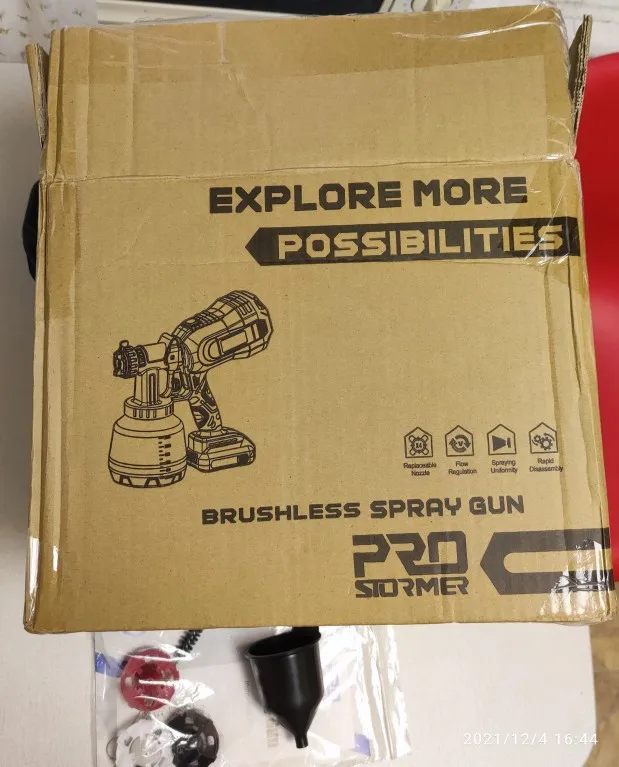 EXPLORE MORE
POSSIBILITIES
X4
Replaceable
Nozzle
Flow
Regulation
Spraying
Uniformity
Rapid
Disassembly
BRUSHLESS SPRAY GUN
PRO
STORMER
2021/12/4 16:44